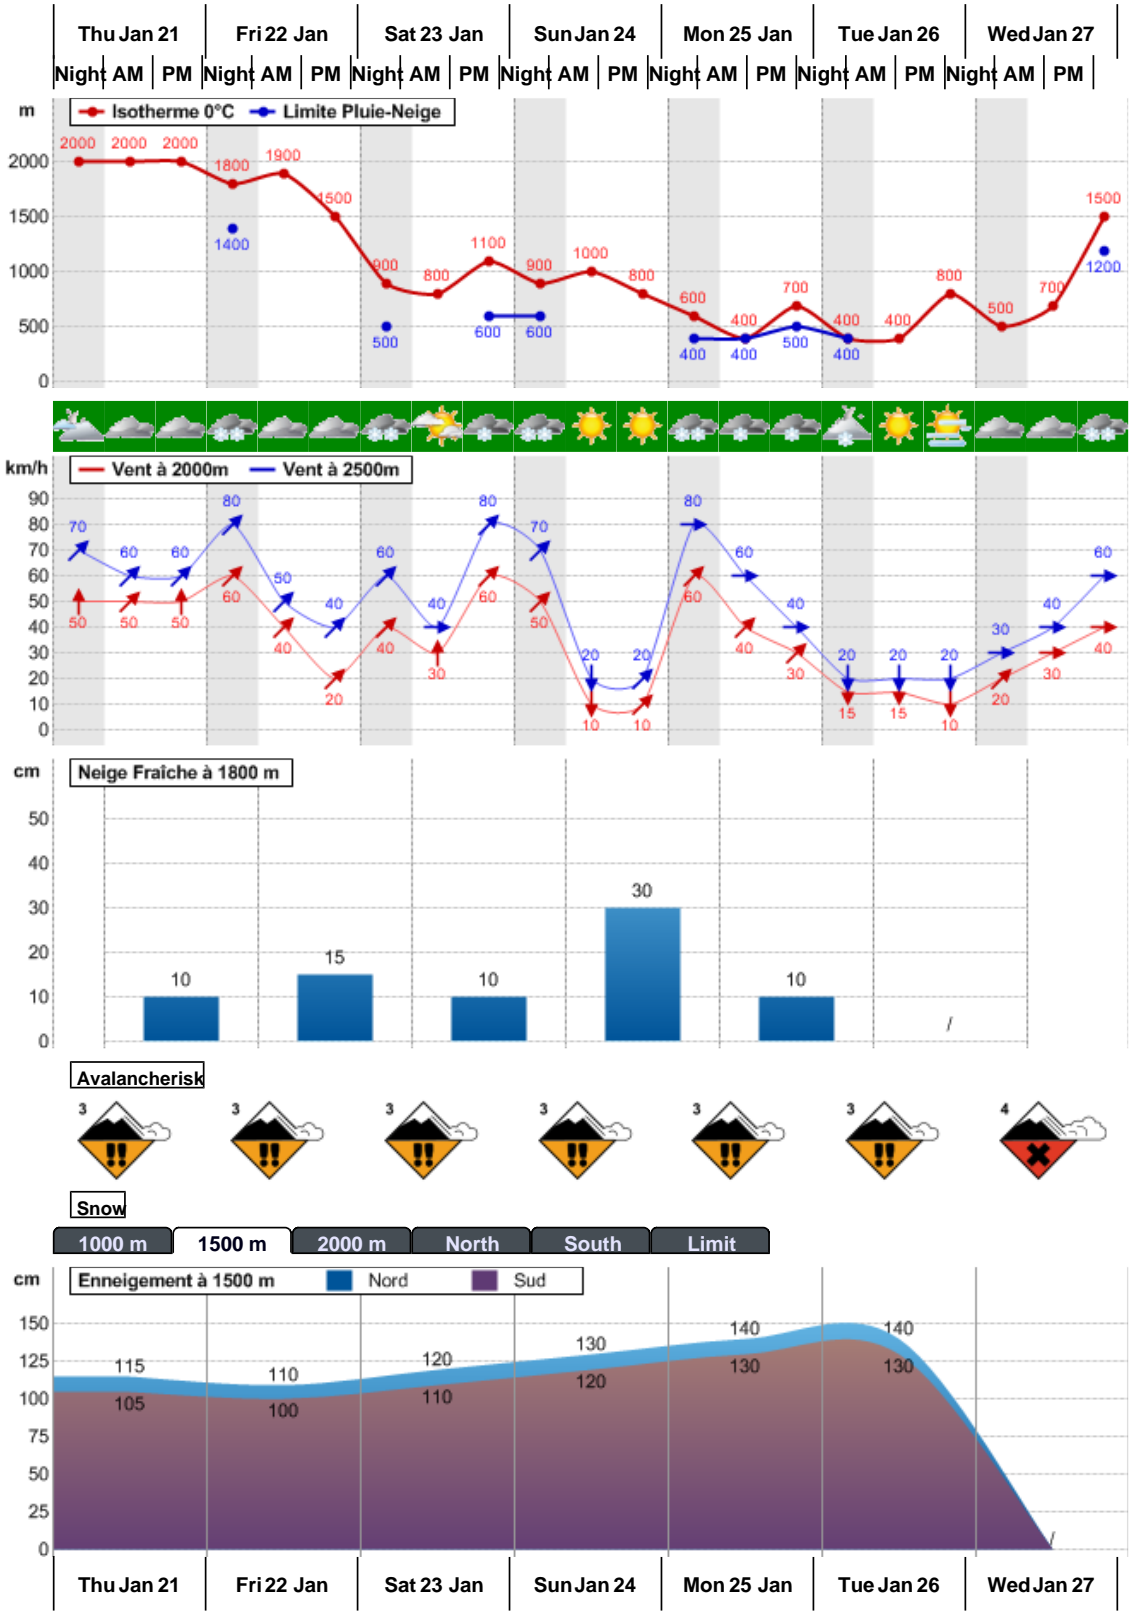 Thu Jan 21 Fri 22 Jan Sat 23 Jan Sun Jan 24 Mon 25 Jan Tue Jan 26 Wed Jan 27
Night AM PM Night AM PM Night AM PM Night AM PM Night AM PM Night AM PM Night AM PM
m Isotherme 0°C Limite Pluie-Neige
2000 2000 2000 1800 1900 1500 900 800 1100 900 1000 800 600 400 700 400 400 800 500 700 1500
1400 500 600 600 400 400 500 400 1200
2000
1500
1000
500
0
km/h Vent à 2000m Vent à 2500m
90
80
70
60
50
40
30
20
10
0
70 60 60 80 50 40 60 40 80 70 20 20 80 60 40 20 20 20 30 40 60
50 50 50 60 40 20 40 30 60 50 10 10 60 40 30 15 15 10 20 30 40
cm Neige Fraîche à 1800 m
50
40
30
20
10
0
10 15 10 30 10 /
Avalancherisk
3 3 3 3 3 3 4
Snow
1000 m 1500 m 2000 m North South Limit
cm Enneigement à 1500 m Nord Sud
150
125
100
75
50
25
0
115 110 120 130 140 140 /
105 100 110 120 130 130
Thu Jan 21 Fri 22 Jan Sat 23 Jan Sun Jan 24 Mon 25 Jan Tue Jan 26 Wed Jan 27